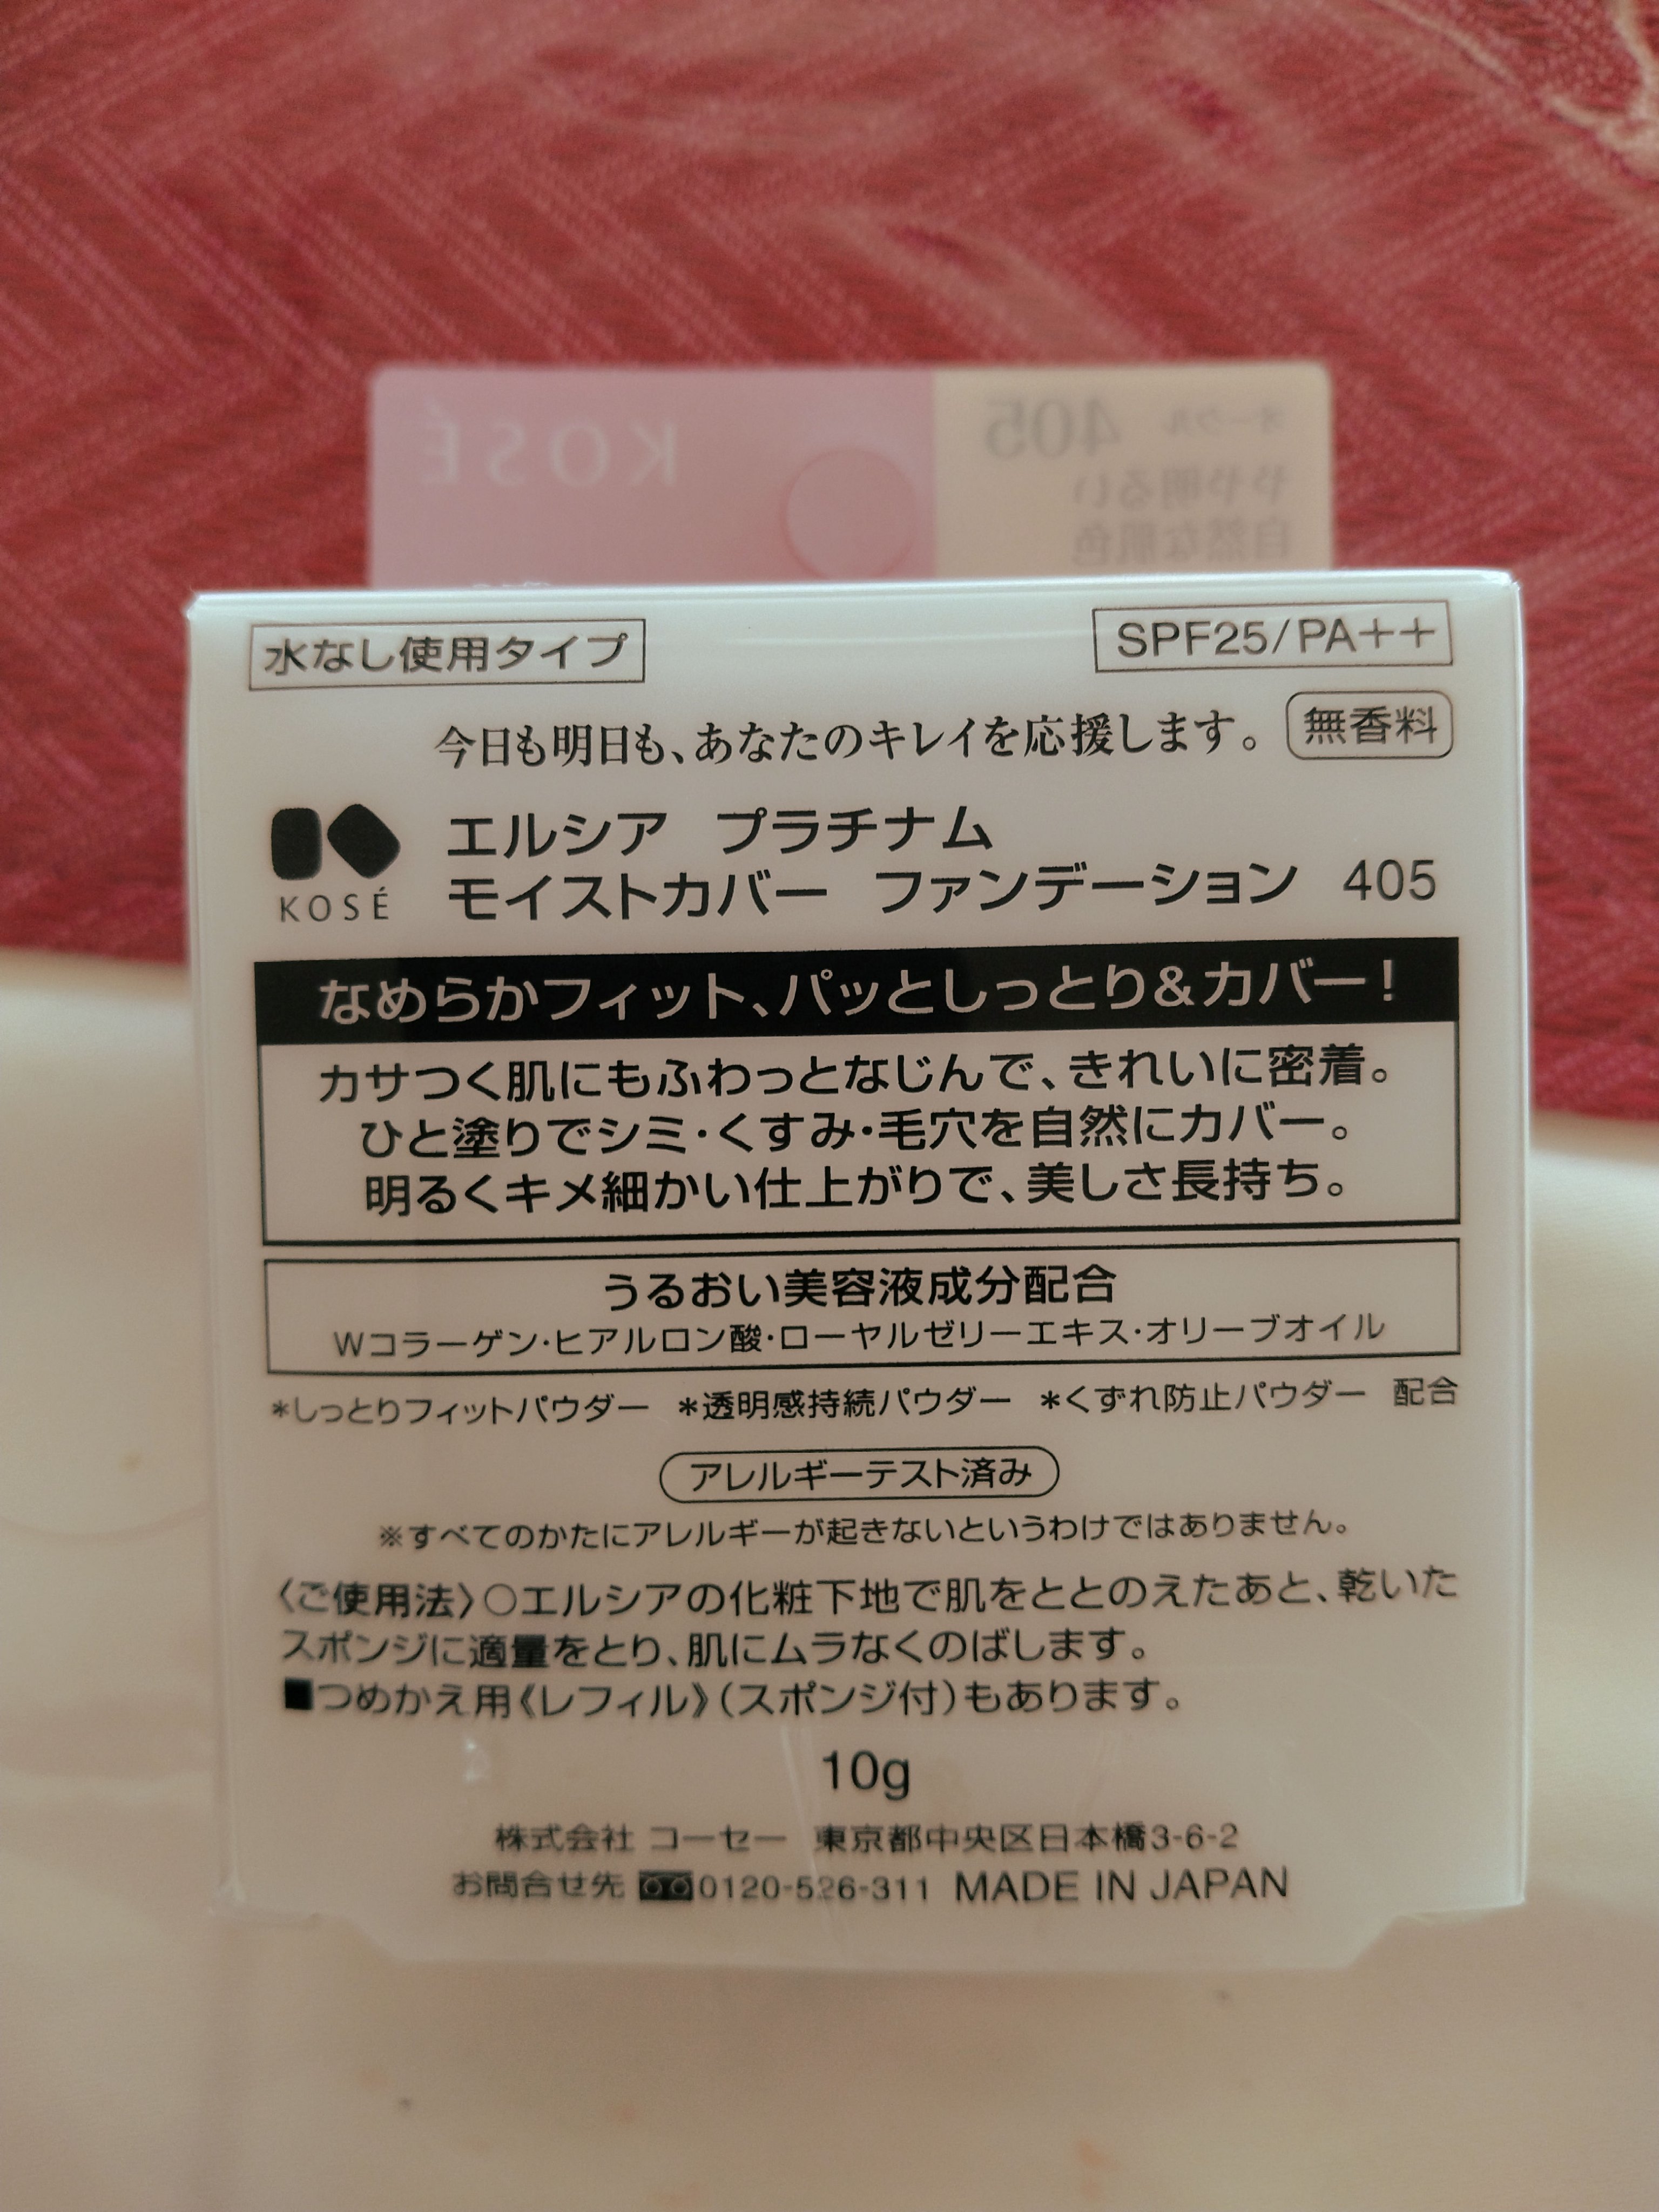 KOSÉ
オークル 405
やや明るい
自然な肌色
水なし使用タイプ
SPF25/PA++
今日も明日も、あなたのキレイを応援します。
無香料
KOSÉ
エルシア プラチナム
モイストカバー ファンデーション 405
なめらかフィット、パッとしっとり&カバー!
カサつく肌にもふわっとなじんで、きれいに密着。
ひと塗りでシミ・くすみ・毛穴を自然にカバー。
明るくキメ細かい仕上がりで、美しさ長持ち。
うるおい美容液成分配合
Wコラーゲン・ヒアルロン酸・ローヤルゼリーエキス・オリーブオイル
*しっとりフィットパウダー *透明感持続パウダー *くずれ防止パウダー 配合
アレルギーテスト済み
※すべてのかたにアレルギーが起きないというわけではありません。
〈ご使用法〉○エルシアの化粧下地で肌をととのえたあと、乾いた
スポンジに適量をとり、肌にムラなくのばします。
■つめかえ用《レフィル》(スポンジ付)もあります。
10g
株式会社 コーセー 東京都中央区日本橋3-6-2
お問合せ先 0120-526-311 MADE IN JAPAN